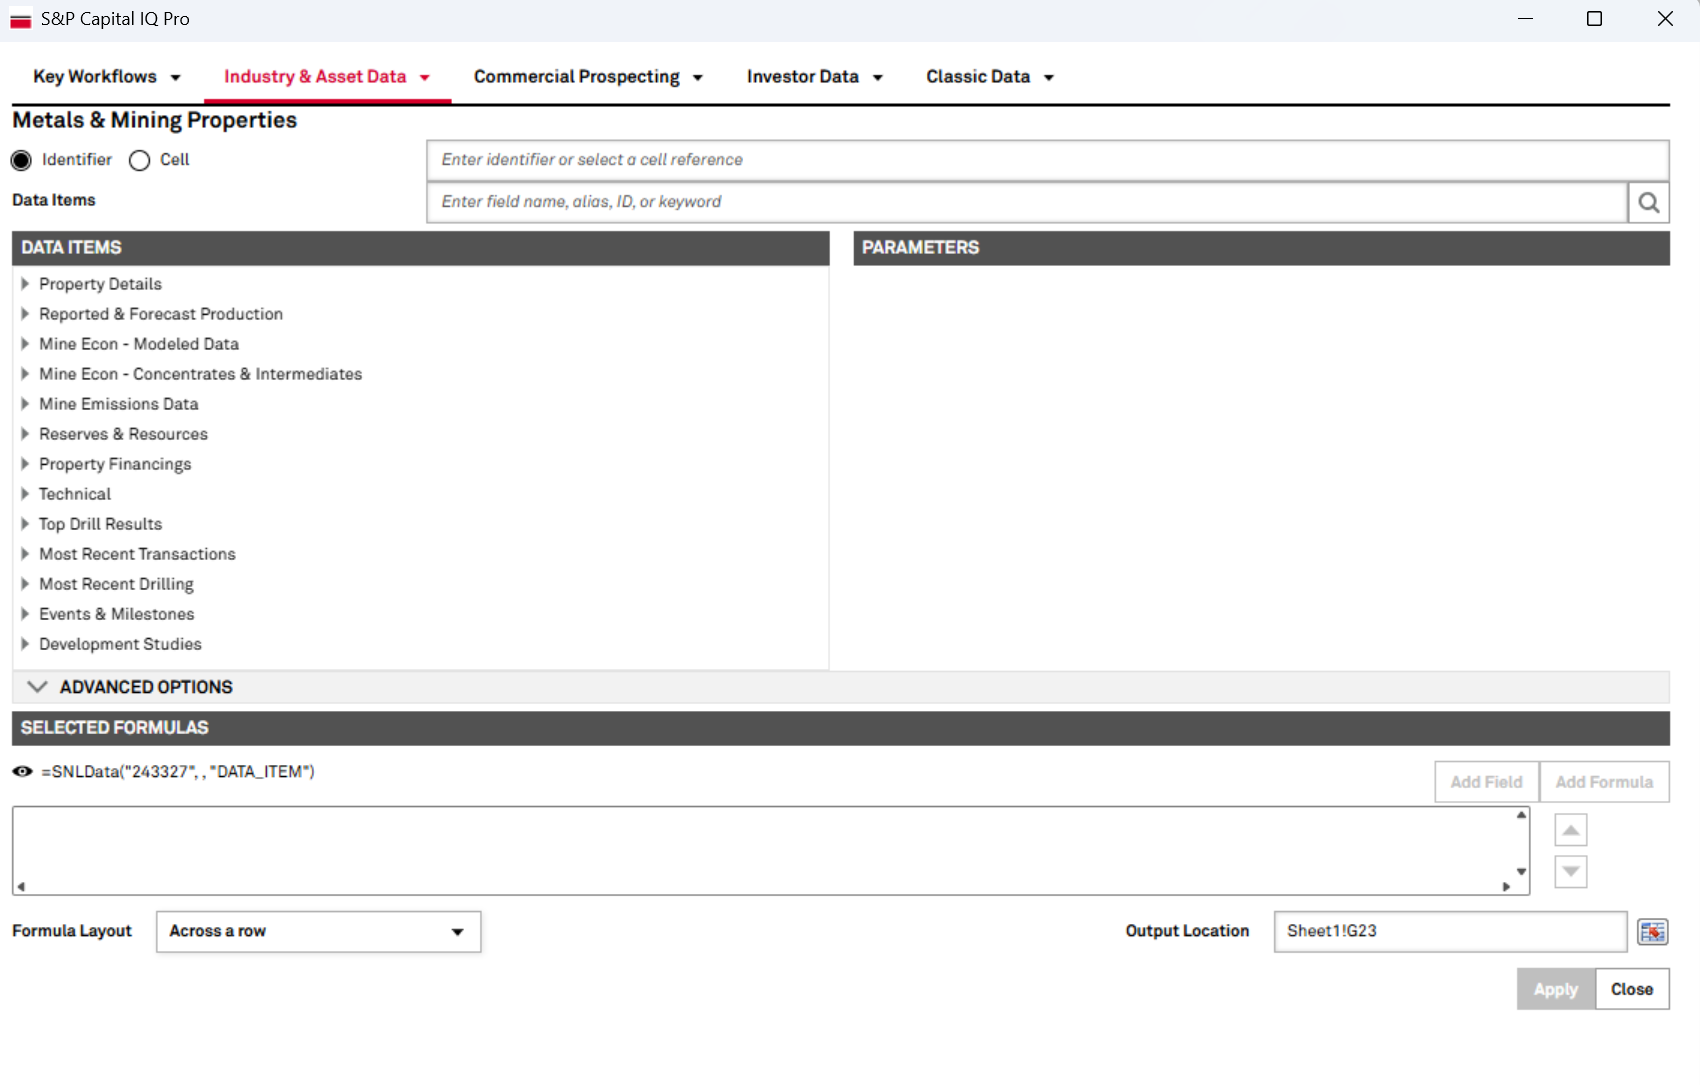 S&P Capital IQ Pro
Key Workflows Industry & Asset Data Commercial Prospecting Investor Data Classic Data
Metals & Mining Properties
Identifier Cell Enter identifier or select a cell reference
Data Items Enter field name, alias, ID, or keyword
DATA ITEMS PARAMETERS
Property Details
Reported & Forecast Production
Mine Econ - Modeled Data
Mine Econ - Concentrates & Intermediates
Mine Emissions Data
Reserves & Resources
Property Financings
Technical
Top Drill Results
Most Recent Transactions
Most Recent Drilling
Events & Milestones
Development Studies
ADVANCED OPTIONS
SELECTED FORMULAS
=SNLData("243327", , "DATA_ITEM")
Add Field Add Formula
Formula Layout Across a row Output Location Sheet1!G23
Apply Close